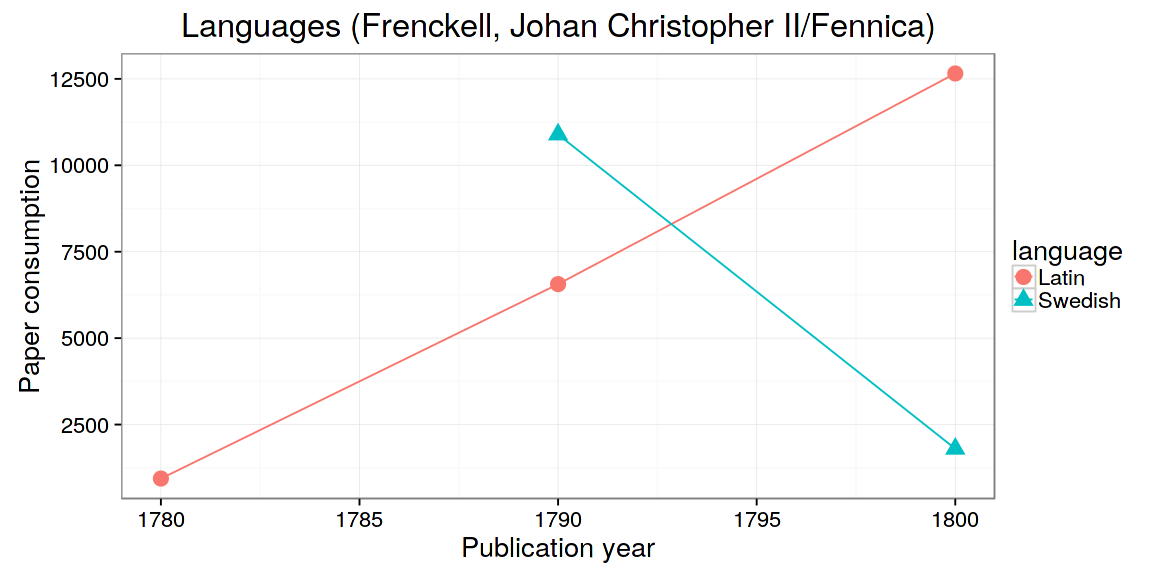 Languages (Frenckell, Johan Christopher II/Fennica)
Paper consumption
12500
10000
7500
5000
2500
1780 1785 1790 1795 1800
Publication year
language
Latin
Swedish